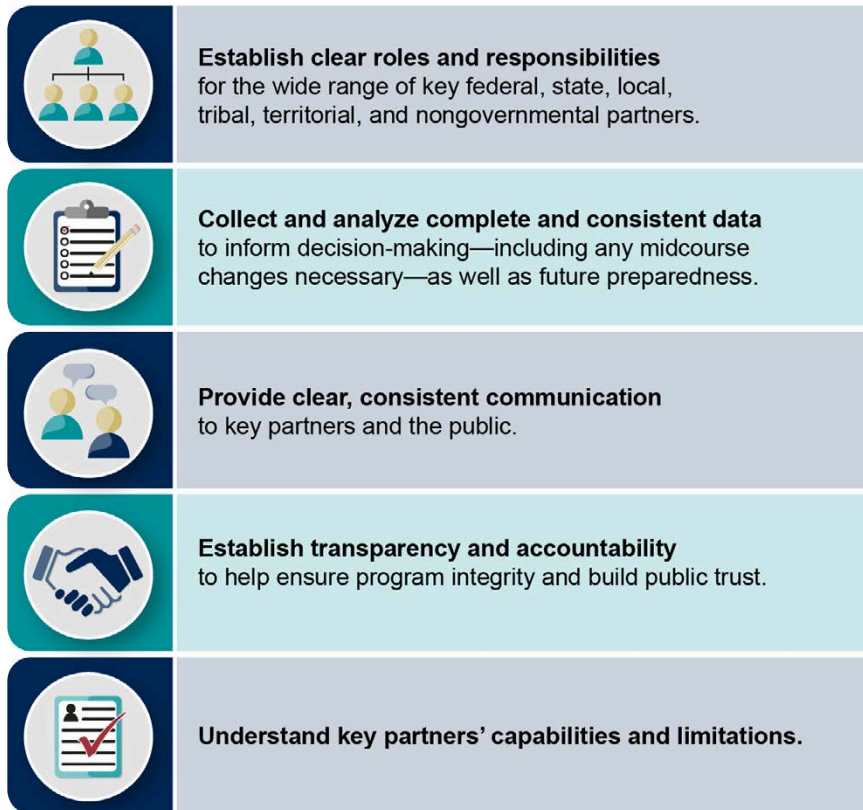 Establish clear roles and responsibilities
for the wide range of key federal, state, local,
tribal, territorial, and nongovernmental partners.
Collect and analyze complete and consistent data
to inform decision-making—including any midcourse
changes necessary—as well as future preparedness.
Provide clear, consistent communication
to key partners and the public.
Establish transparency and accountability
to help ensure program integrity and build public trust.
Understand key partners’ capabilities and limitations.